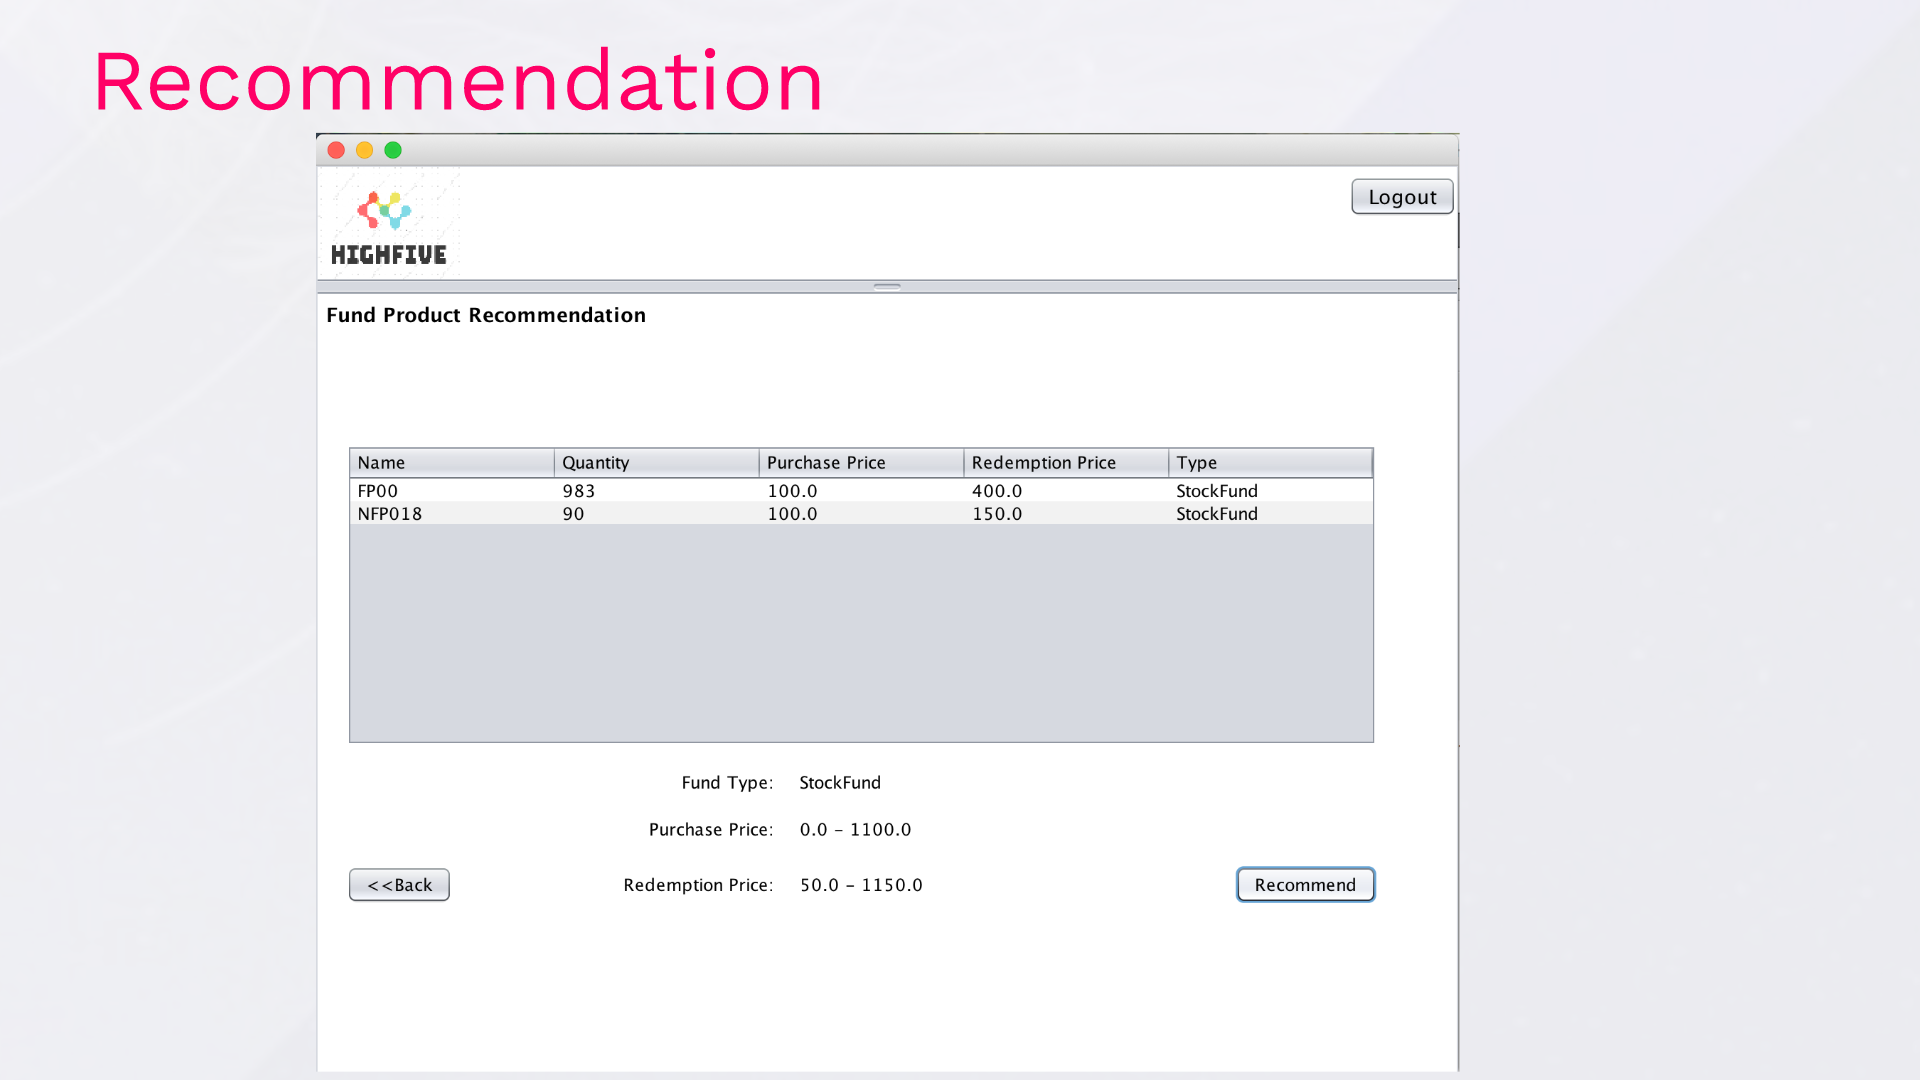 Recommendation
Logout
HIGHFIVE
Fund Product Recommendation
Name Quantity Purchase Price Redemption Price Type
FP00 983 100.0 400.0 StockFund
NFP018 90 100.0 150.0 StockFund
Fund Type: StockFund
Purchase Price: 0.0 – 1100.0
<<Back Redemption Price: 50.0 – 1150.0 Recommend